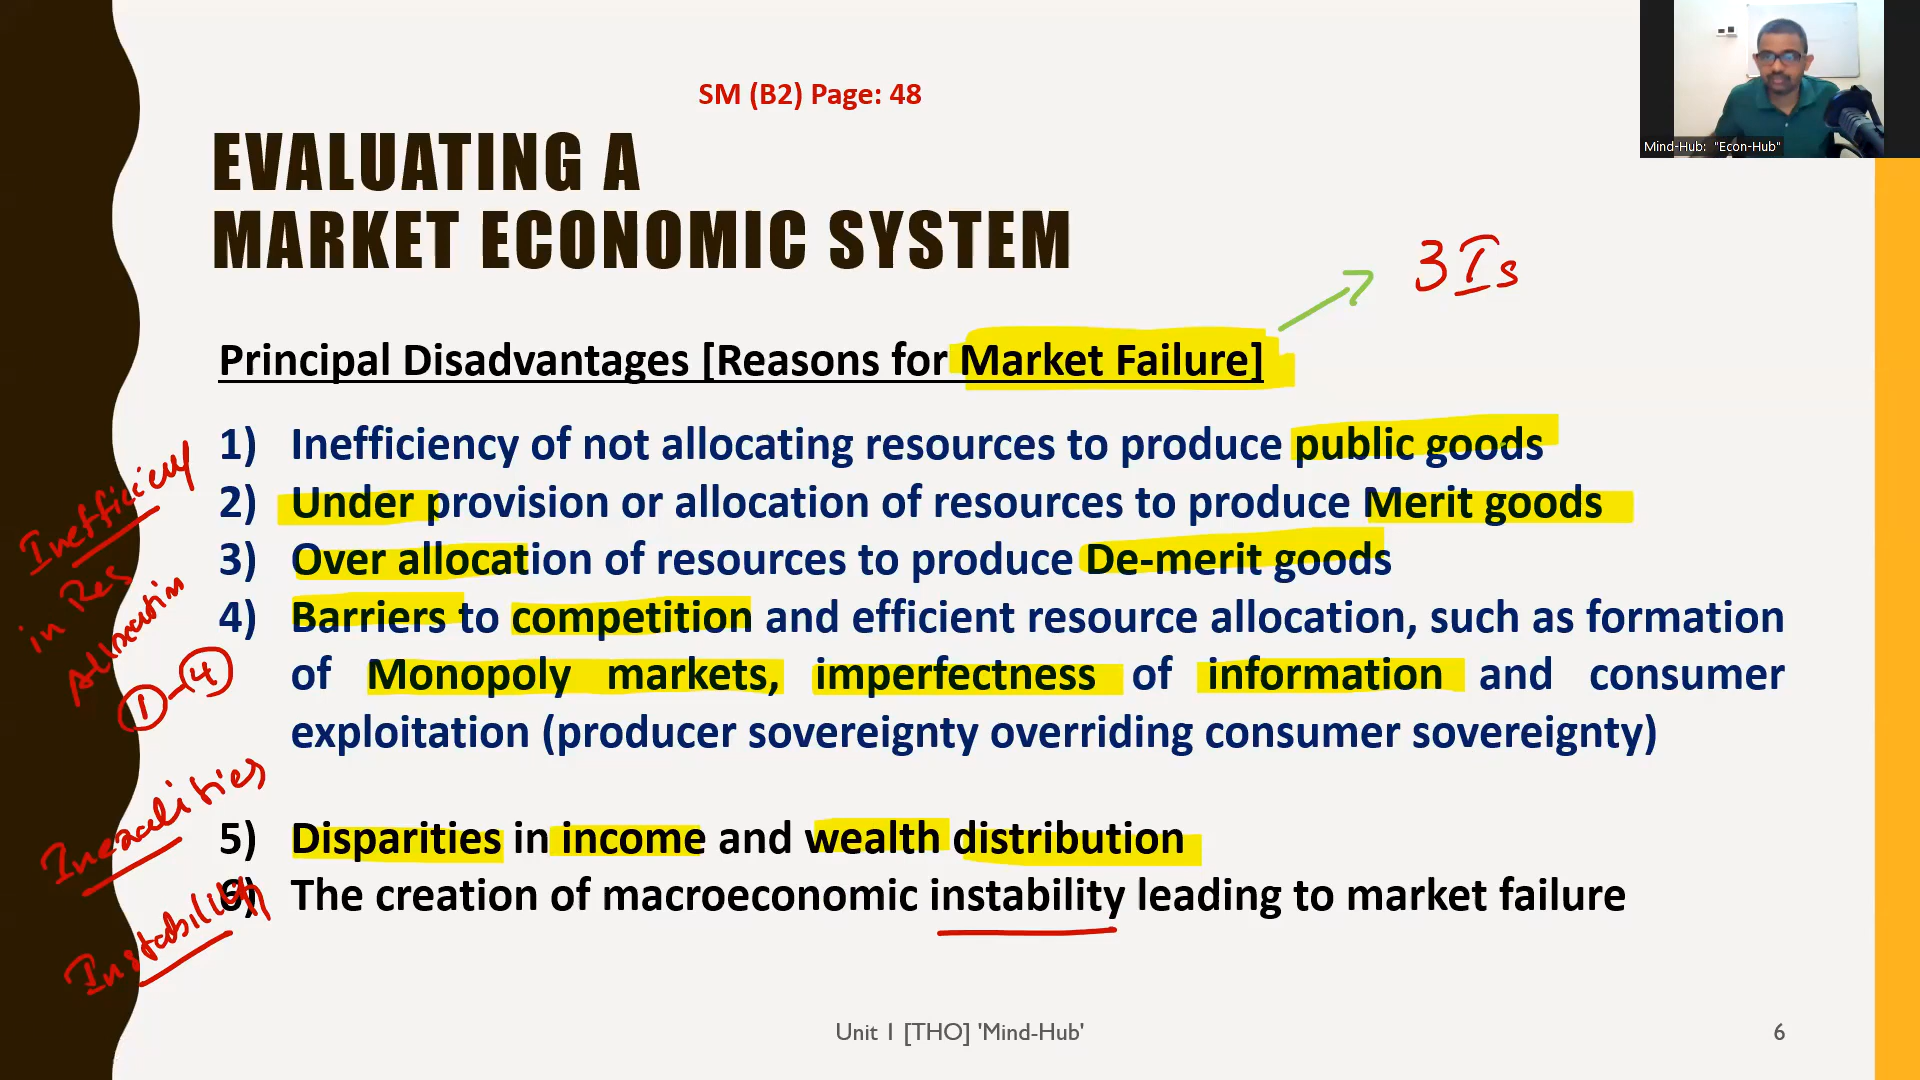 Mind-Hub: "Econ-Hub"
SM (B2) Page: 48
EVALUATING A
MARKET ECONOMIC SYSTEM
3 Is
Principal Disadvantages [Reasons for Market Failure]
1) Inefficiency of not allocating resources to produce public goods
2) Under provision or allocation of resources to produce Merit goods
3) Over allocation of resources to produce De-merit goods
4) Barriers to competition and efficient resource allocation, such as formation
of Monopoly markets, imperfectness of information and consumer
exploitation (producer sovereignty overriding consumer sovereignty)
Inefficiency
in Res
Allocation
1 - 4
Inequalities
5) Disparities in income and wealth distribution
6) The creation of macroeconomic instability leading to market failure
Instability
Unit 1 [THO] 'Mind-Hub'
6